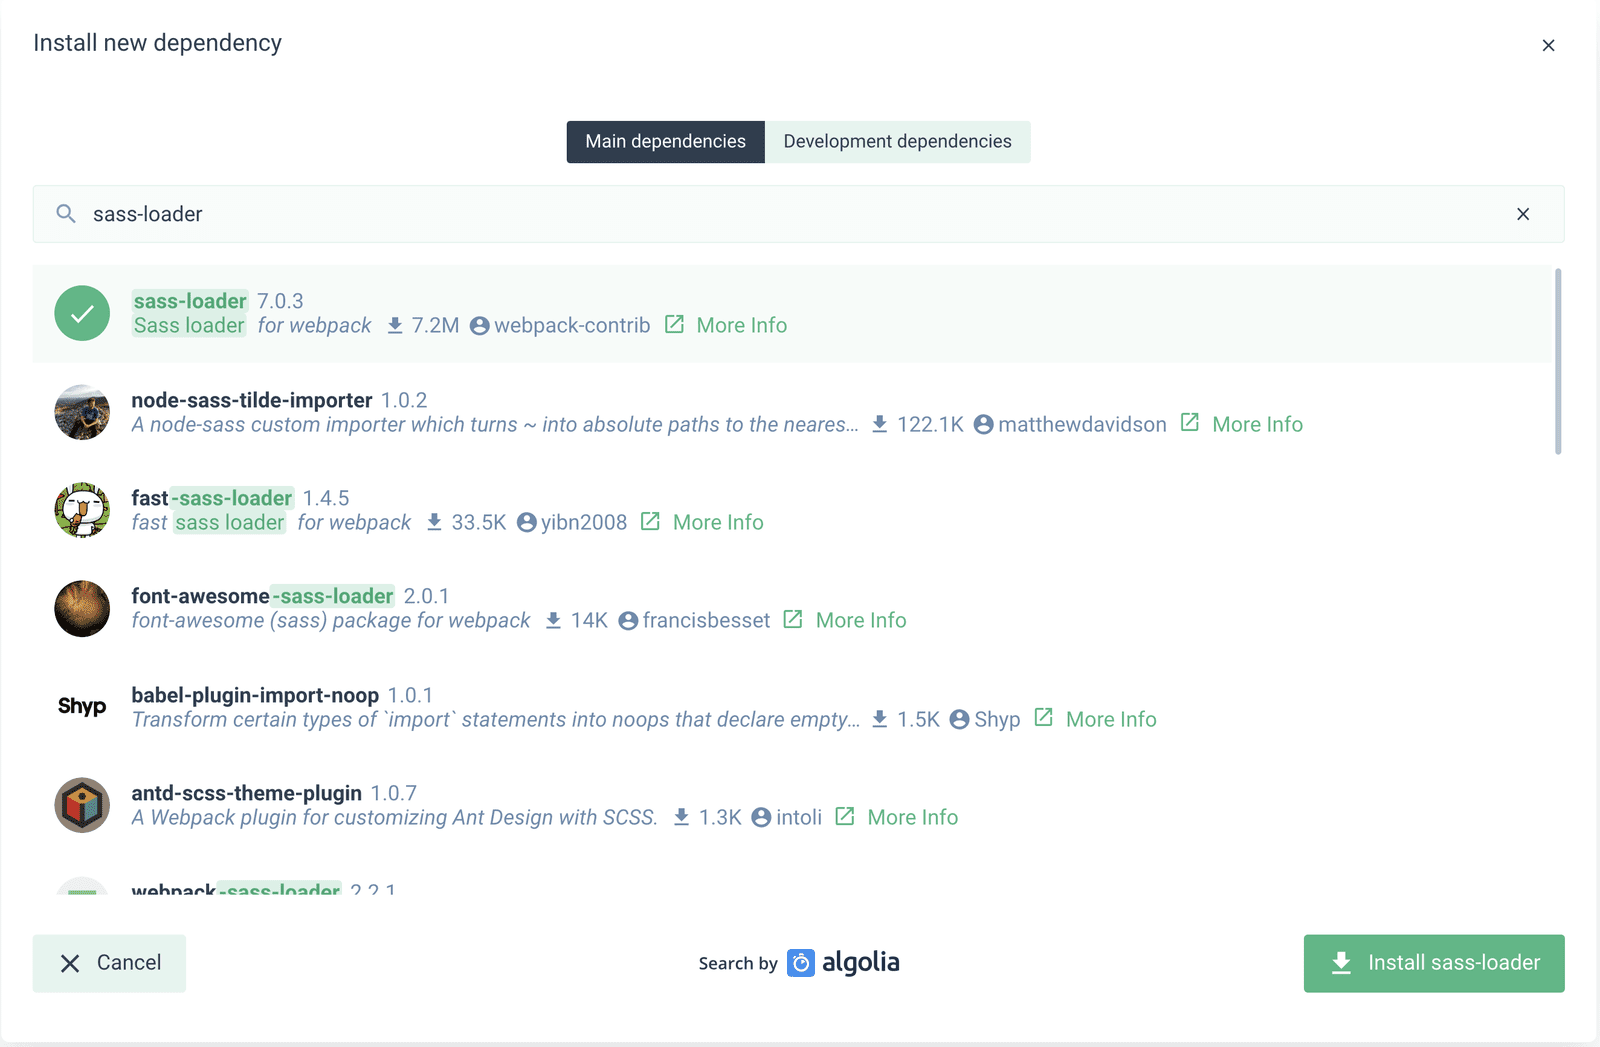 Install new dependency
Main dependencies Development dependencies
sass-loader
sass-loader 7.0.3
Sass loader for webpack 7.2M webpack-contrib More Info
node-sass-tilde-importer 1.0.2
A node-sass custom importer which turns ~ into absolute paths to the neares... 122.1K matthewdavidson More Info
fast-sass-loader 1.4.5
fast sass loader for webpack 33.5K yibn2008 More Info
font-awesome-sass-loader 2.0.1
font-awesome (sass) package for webpack 14K francisbesset More Info
Shyp
babel-plugin-import-noop 1.0.1
Transform certain types of `import` statements into noops that declare empty... 1.5K Shyp More Info
antd-scss-theme-plugin 1.0.7
A Webpack plugin for customizing Ant Design with SCSS. 1.3K intoli More Info
webpack-sass-loader 2.2.1
Cancel Search by algolia Install sass-loader